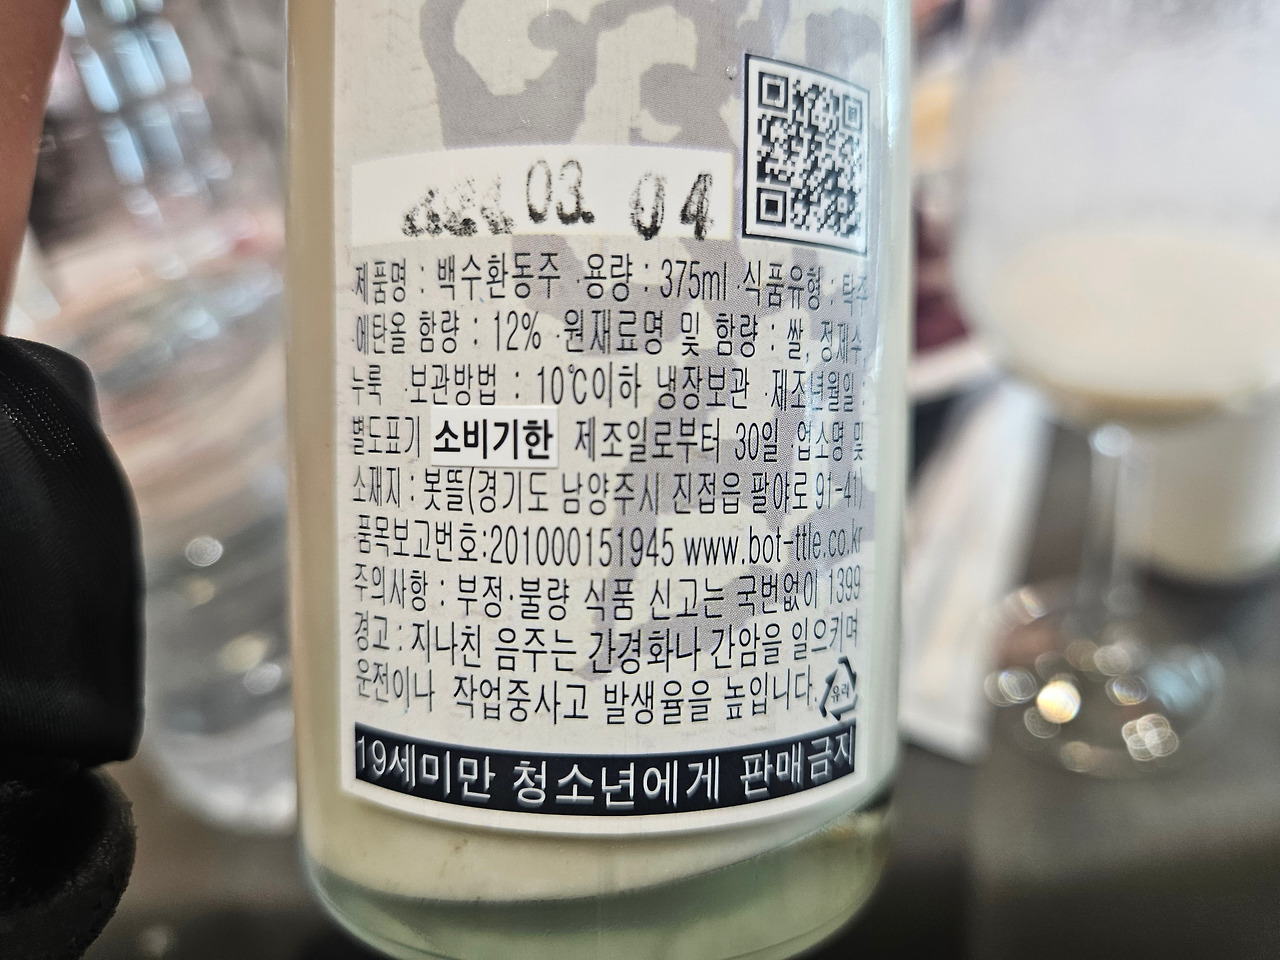 03. 04
제품명 : 백수환동주 ·용량 : 375ml ·식품유형 : 탁주
에탄올 함량 : 12% ·원재료명 및 함량 : 쌀, 정제수,
누룩 ·보관방법 : 10℃이하 냉장보관 ·제조년월일 :
별도표기 소비기한 제조일로부터 30일 ·업소명 및
소재지 : 봇뜰(경기도 남양주시 진접읍 팔야로 91-41)
품목보고번호:201000151945 www.bot-ttle.co.kr
주의사항 : 부정·불량 식품 신고는 국번없이 1399
경고 : 지나친 음주는 간경화나 간암을 일으키며
운전이나 작업중사고 발생율을 높입니다.
유리
19세미만 청소년에게 판매금지